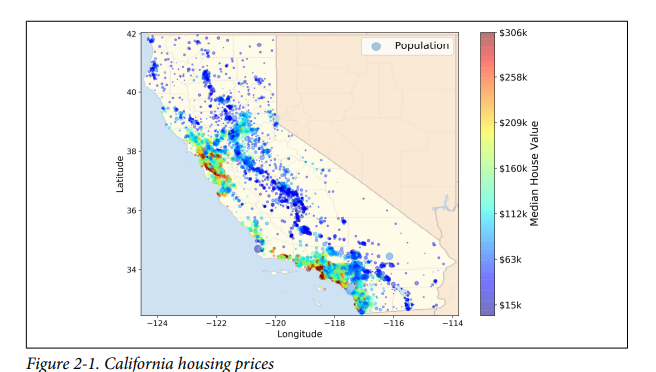 42
40
38
36
34
Latitude
−124
−122
−120
−118
−116
−114
Longitude
Population
$306k
$258k
$209k
$160k
$112k
$63k
$15k
Median House Value
Figure 2-1. California housing prices